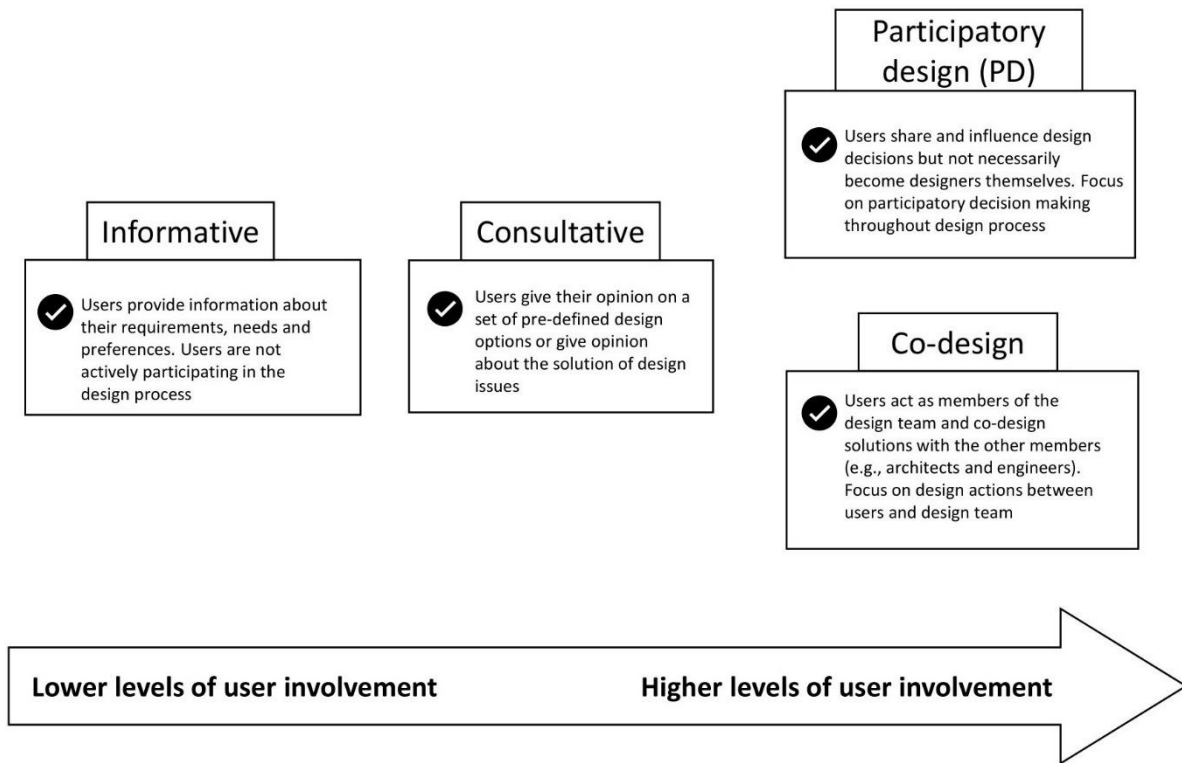 Informative
Users provide information about
their requirements, needs and
preferences. Users are not
actively participating in the
design process
Consultative
Users give their opinion on a
set of pre-defined design
options or give opinion
about the solution of design
issues
Participatory
design (PD)
Users share and influence design
decisions but not necessarily
become designers themselves. Focus
on participatory decision making
throughout design process
Co-design
Users act as members of the
design team and co-design
solutions with the other members
(e.g., architects and engineers).
Focus on design actions between
users and design team
Lower levels of user involvement
Higher levels of user involvement